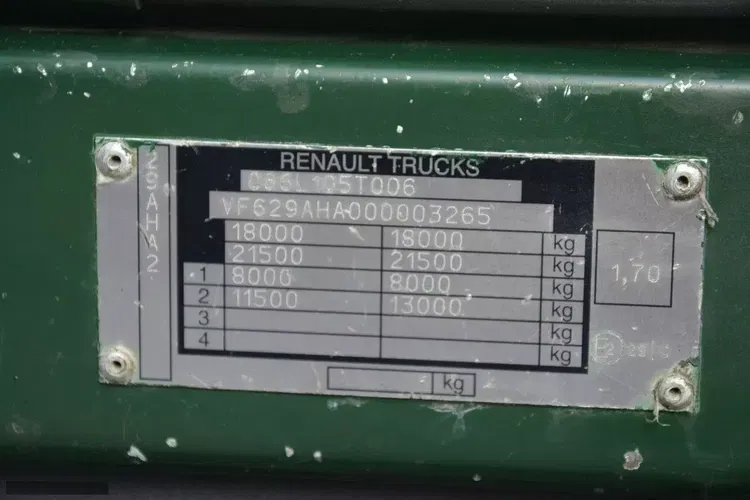 RENAULT TRUCKS
VF629AHA000003265
18000 18000 kg
21500 21500 kg
1 8000 8000 kg
2 11500 13000 kg
3 kg
4 kg
kg
29AHA2
1,70